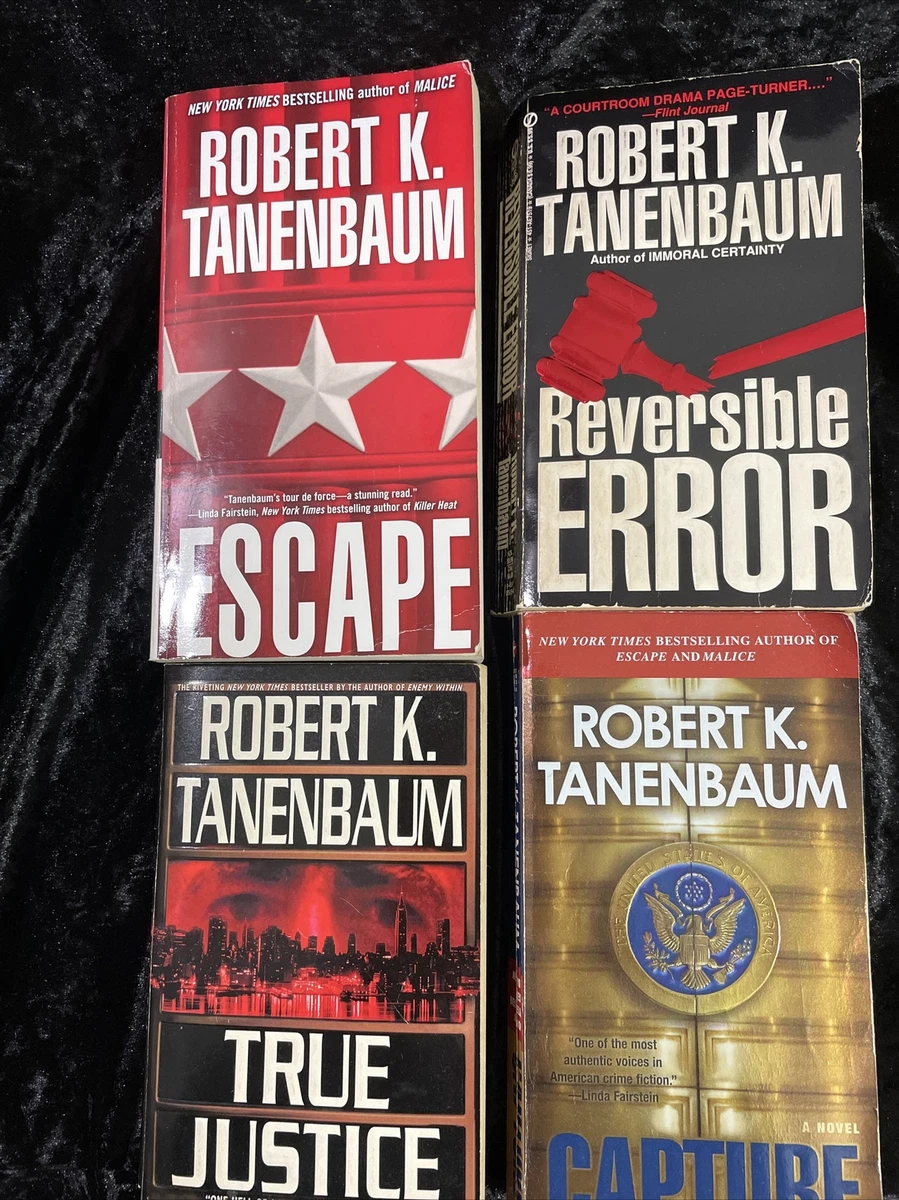 NEW YORK TIMES BESTSELLING author of MALICE
ROBERT K.
TANENBAUM
"Tanenbaum's tour de force—a stunning read."
—Linda Fairstein, New York Times bestselling author of Killer Heat
ESCAPE
"A COURTROOM DRAMA PAGE-TURNER...."
—Flint Journal
ROBERT K.
TANENBAUM
Author of IMMORAL CERTAINTY
Reversible
ERROR
THE RIVETING NEW YORK TIMES BESTSELLER BY THE AUTHOR OF ENEMY WITHIN
ROBERT K.
TANENBAUM
TRUE
JUSTICE
NEW YORK TIMES BESTSELLING AUTHOR OF
ESCAPE AND MALICE
ROBERT K.
TANENBAUM
THE UNITED STATES OF AMERICA
"One of the most
authentic voices in
American crime fiction."
—Linda Fairstein
A NOVEL
CAPTURE